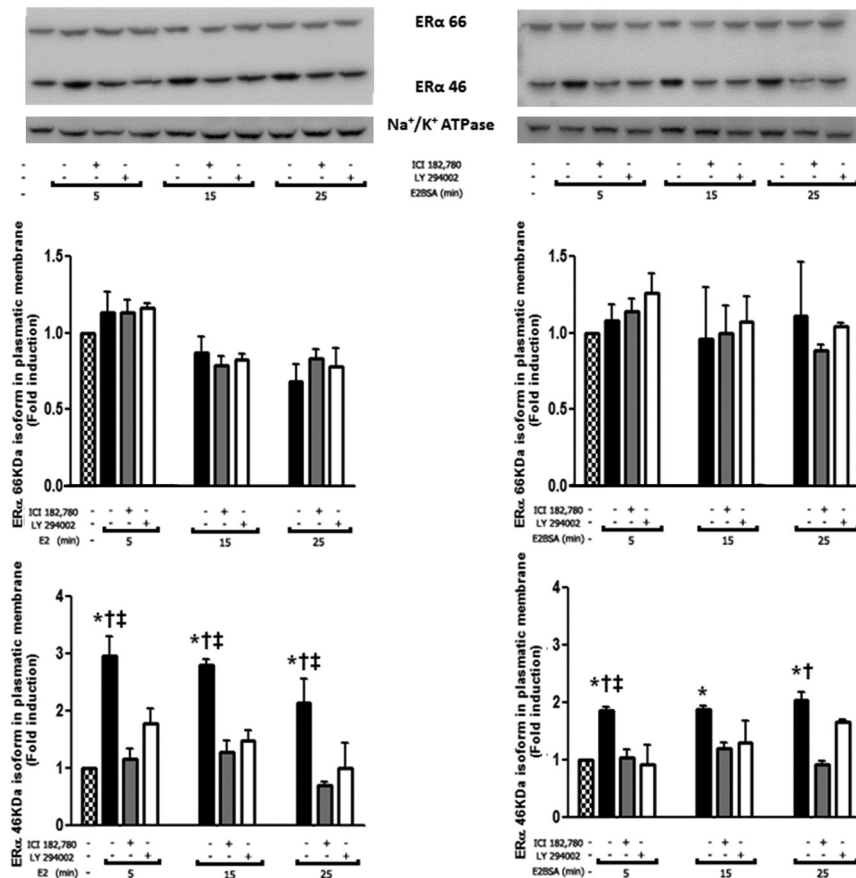 ERα 66
ERα 46
Na⁺/K⁺ ATPase
- - + - - + - - + -
- - - + - - + - - +
- 5 15 25
ICI 182,780 - - + - - + - - + -
LY 294002 - - - + - - + - - +
E2BSA (min) - 5 15 25
ERα 66KDa isoform in plasmatic membrane
(Fold induction)
1.5
1.0
0.5
0.0
ICI 182,780 - - + - - + - - + -
LY 294002 - - - + - - + - - +
E2 (min) - 5 15 25
ERα 66KDa isoform in plasmatic membrane
(Fold induction)
1.5
1.0
0.5
0.0
ICI 182,780 - - + - - + - - + -
LY 294002 - - - + - - + - - +
E2BSA (min) - 5 15 25
ERα 46KDa isoform in plasmatic membrane
(Fold induction)
4
3
2
1
0
*†‡
*†‡
*†‡
ICI 182,780 - - + - - + - - + -
LY 294002 - - - + - - + - - +
E2 (min) - 5 15 25
ERα 46KDa isoform in plasmatic membrane
(Fold induction)
4
3
2
1
0
*†‡
*
*†
ICI 182,780 - - + - - + - - + -
LY 294002 - - - + - - + - - +
E2BSA (min) - 5 15 25